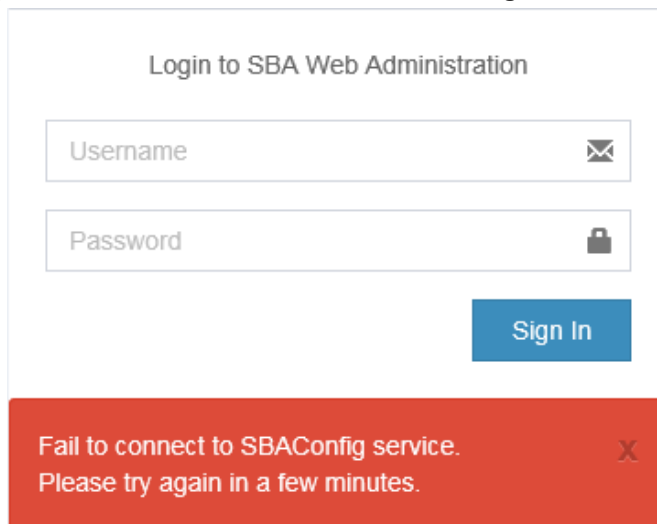 Login to SBA Web Administration
Username
Password
Sign In
Fail to connect to SBAConfig service.
x
Please try again in a few minutes.